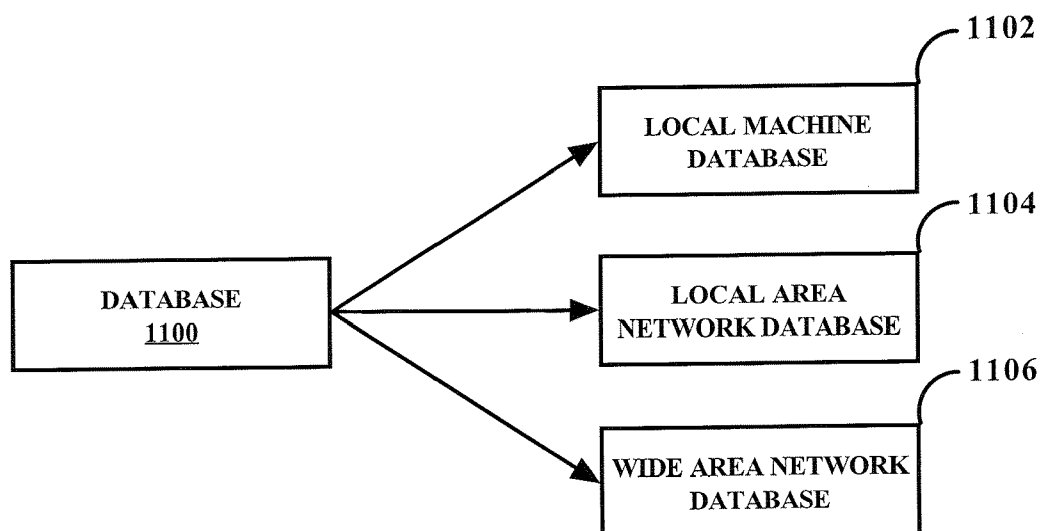 1102
LOCAL MACHINE
DATABASE
1104
DATABASE
1100
LOCAL AREA
NETWORK DATABASE
1106
WIDE AREA NETWORK
DATABASE